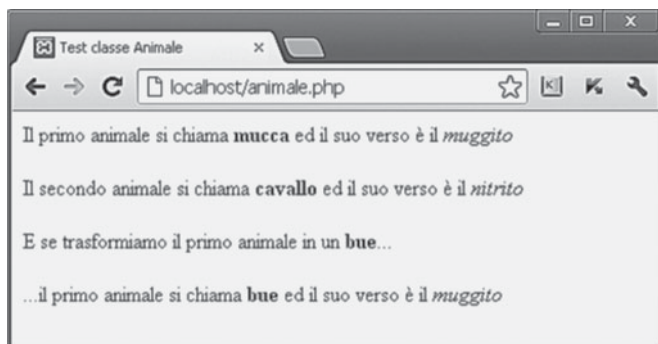 Test classe Animale
localhost/animale.php
Il primo animale si chiama mucca ed il suo verso è il muggito
Il secondo animale si chiama cavallo ed il suo verso è il nitrito
E se trasformiamo il primo animale in un bue...
...il primo animale si chiama bue ed il suo verso è il muggito